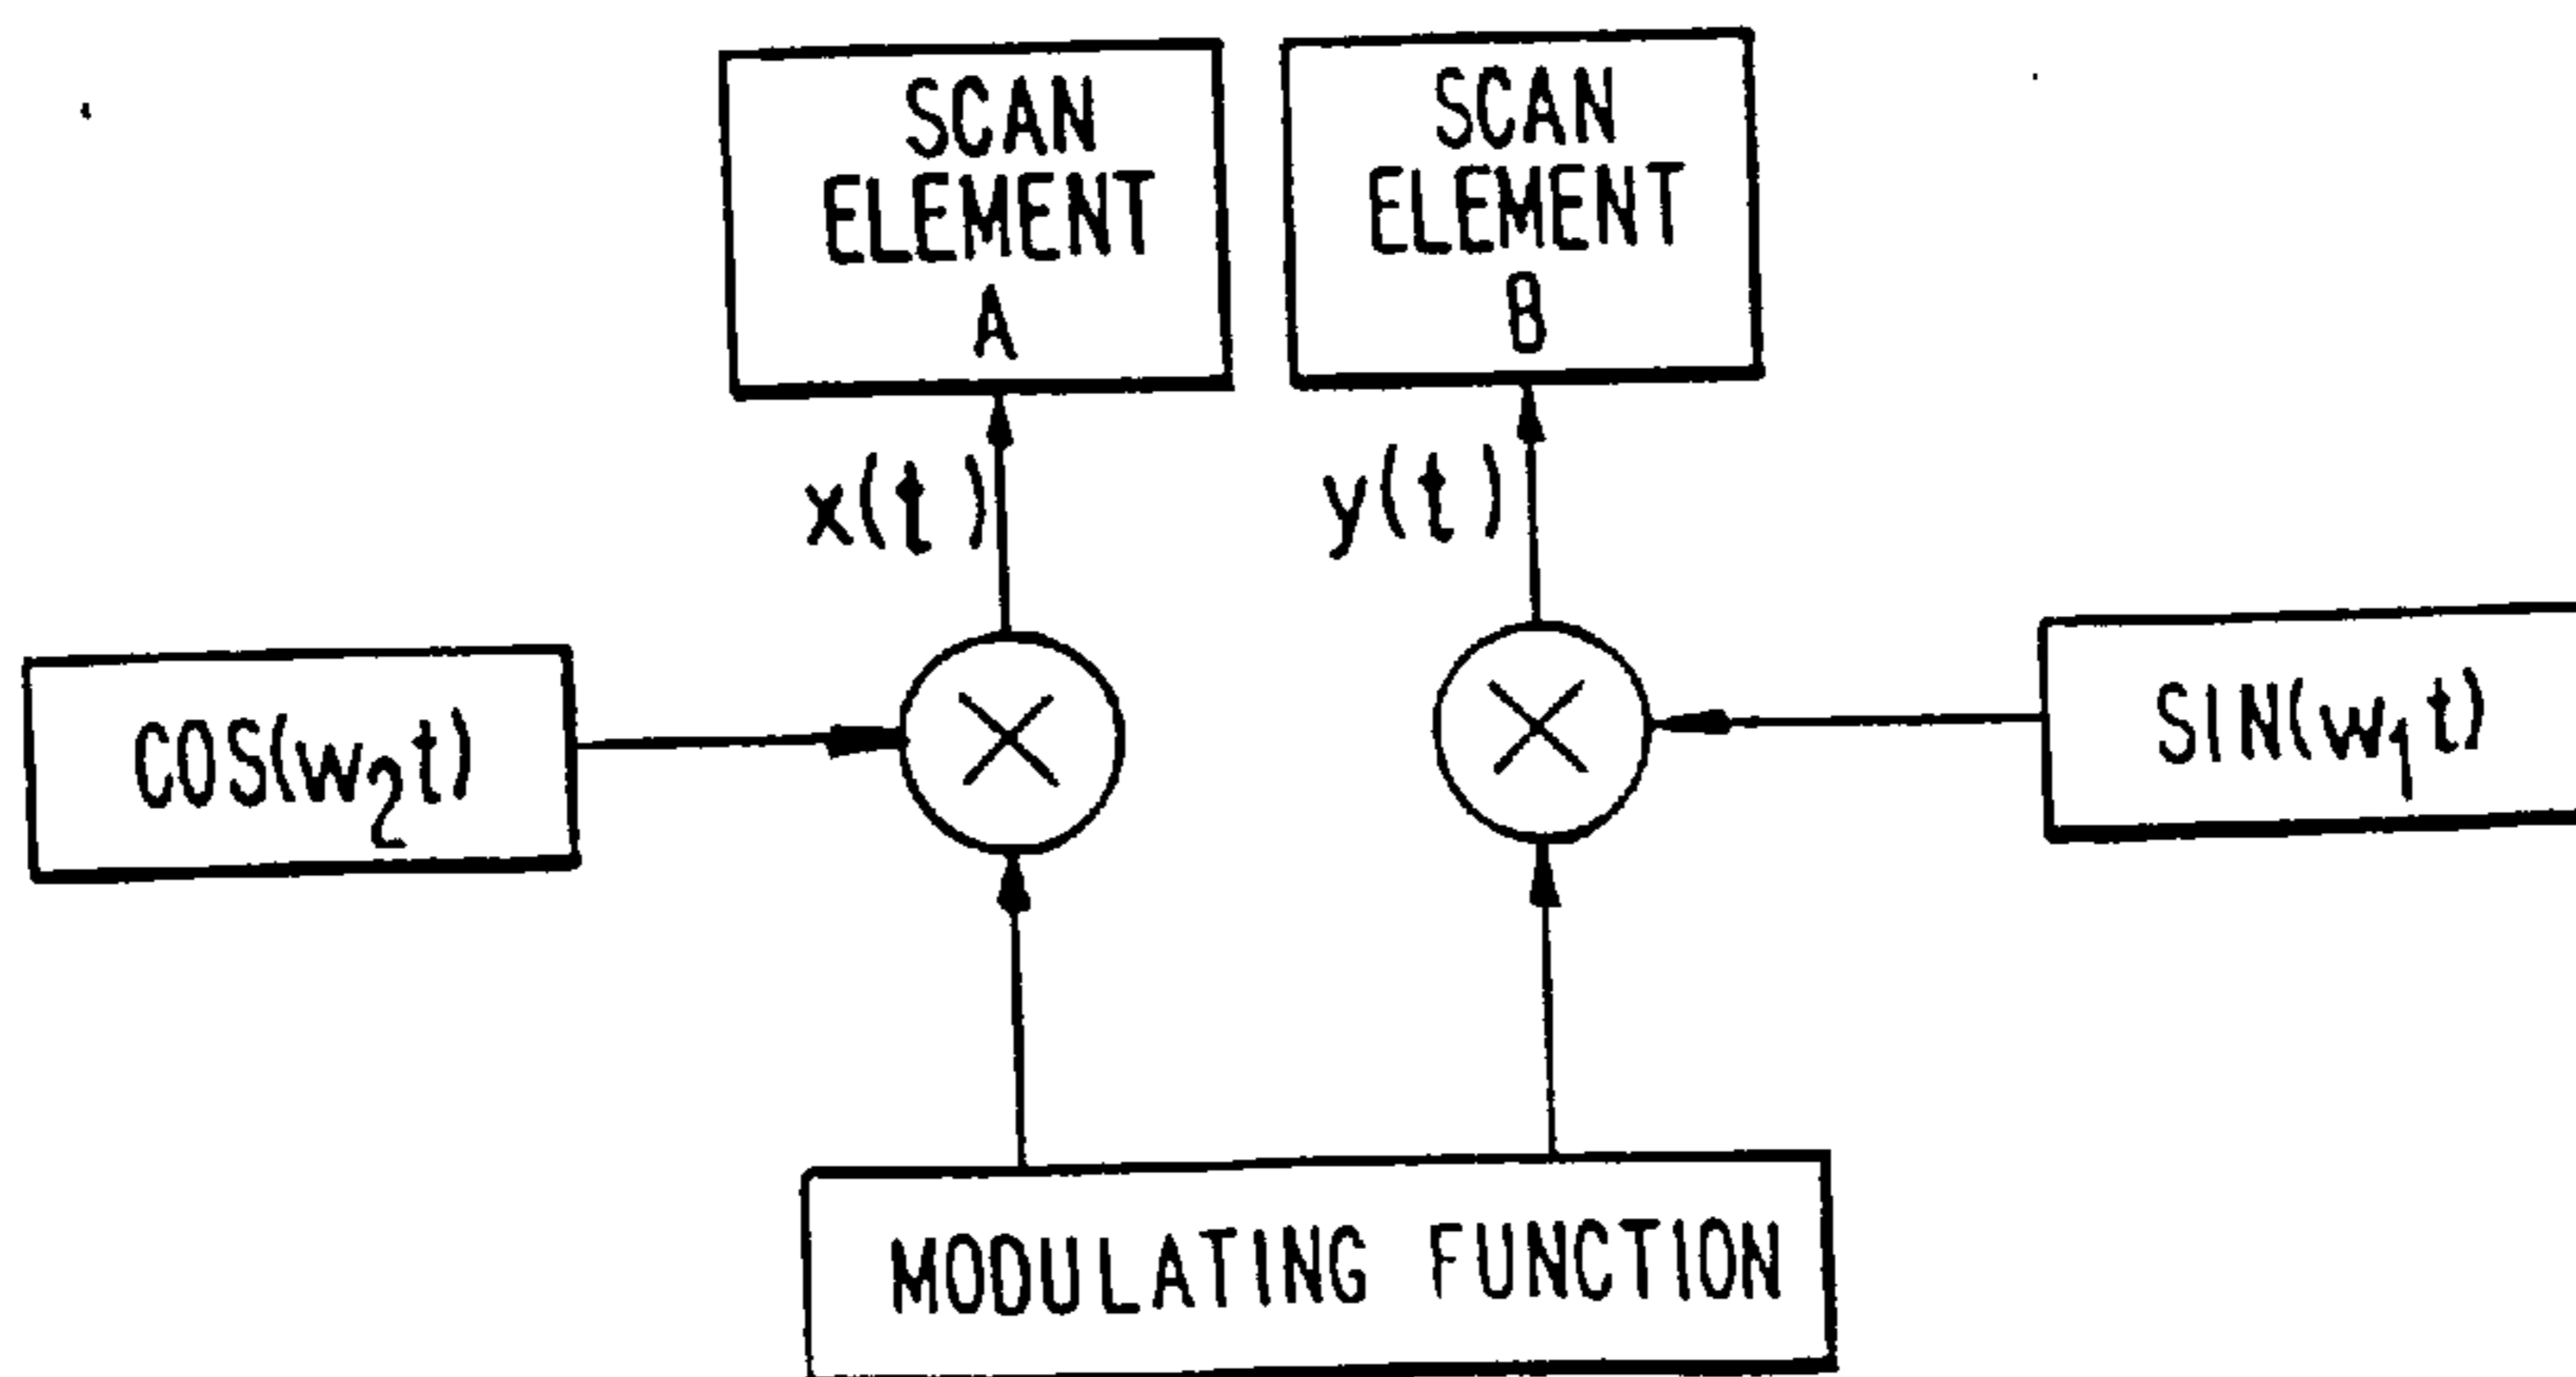 SCAN
ELEMENT
A
SCAN
ELEMENT
B
x(t)
y(t)
COS(w₂t)
SIN(w₁t)
MODULATING FUNCTION